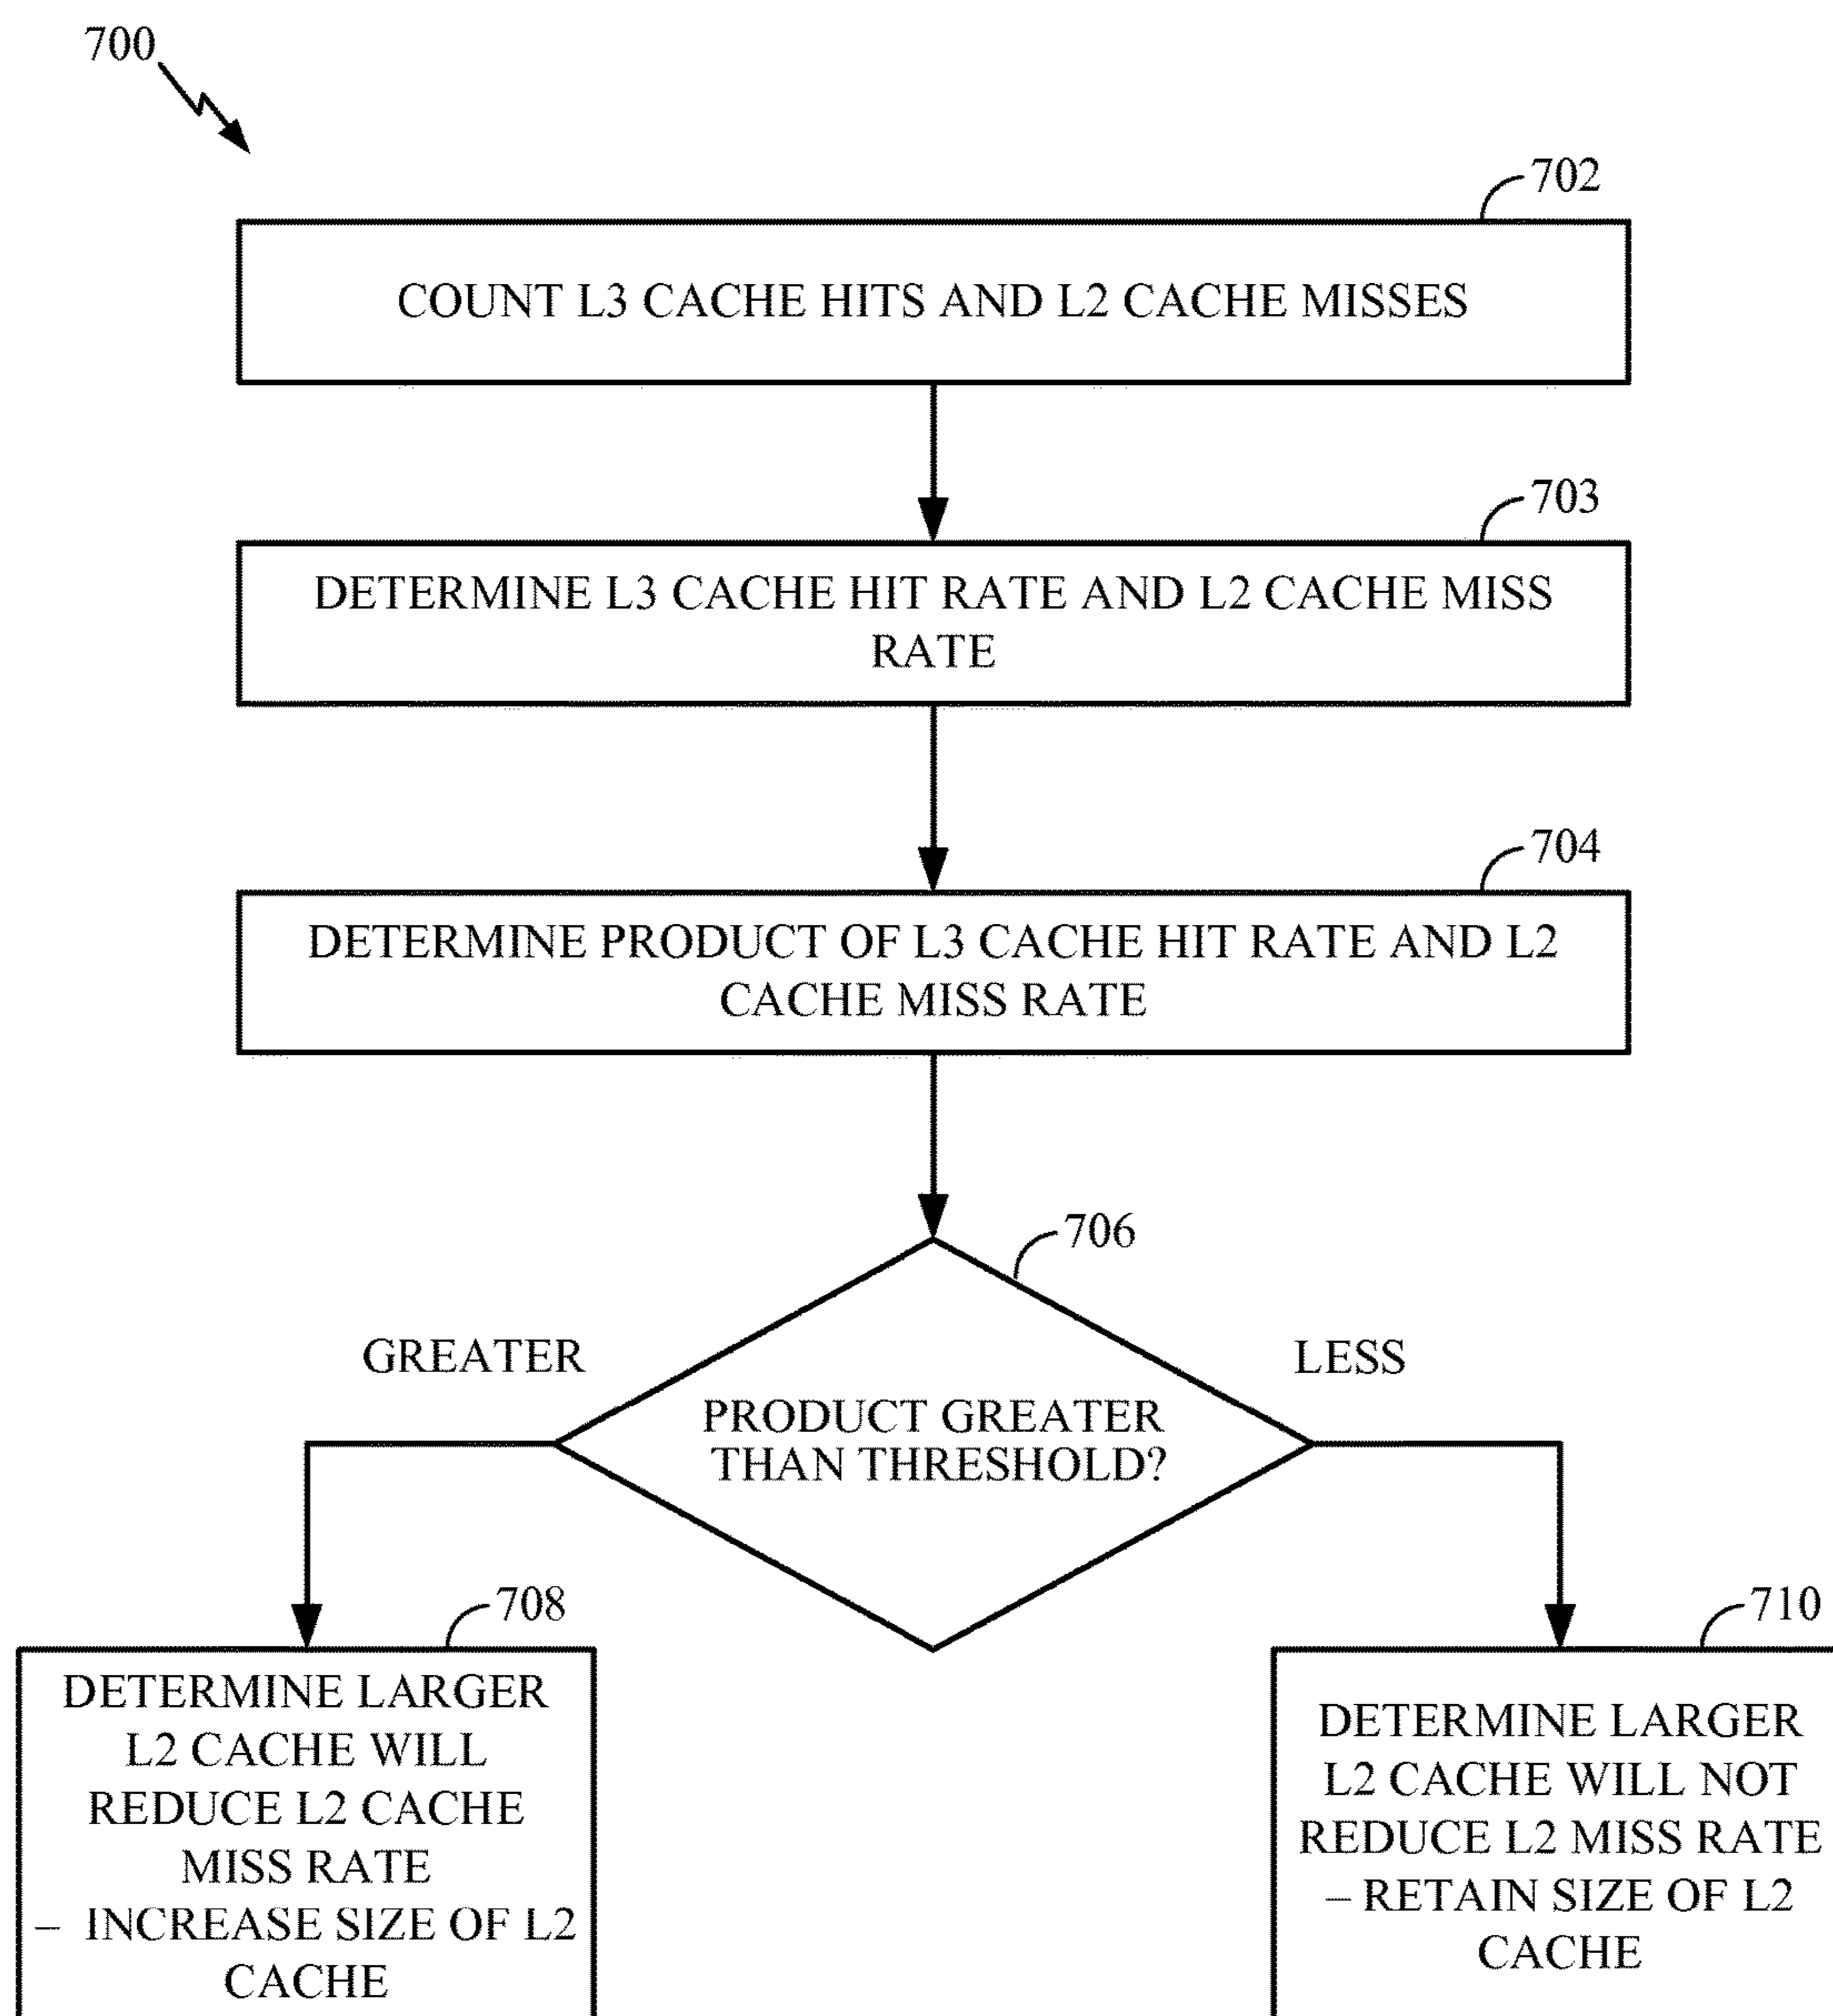 700
702
COUNT L3 CACHE HITS AND L2 CACHE MISSES
703
DETERMINE L3 CACHE HIT RATE AND L2 CACHE MISS
RATE
704
DETERMINE PRODUCT OF L3 CACHE HIT RATE AND L2
CACHE MISS RATE
706
GREATER
LESS
PRODUCT GREATER
THAN THRESHOLD?
708
DETERMINE LARGER
L2 CACHE WILL
REDUCE L2 CACHE
MISS RATE
– INCREASE SIZE OF L2
CACHE
710
DETERMINE LARGER
L2 CACHE WILL NOT
REDUCE L2 MISS RATE
– RETAIN SIZE OF L2
CACHE